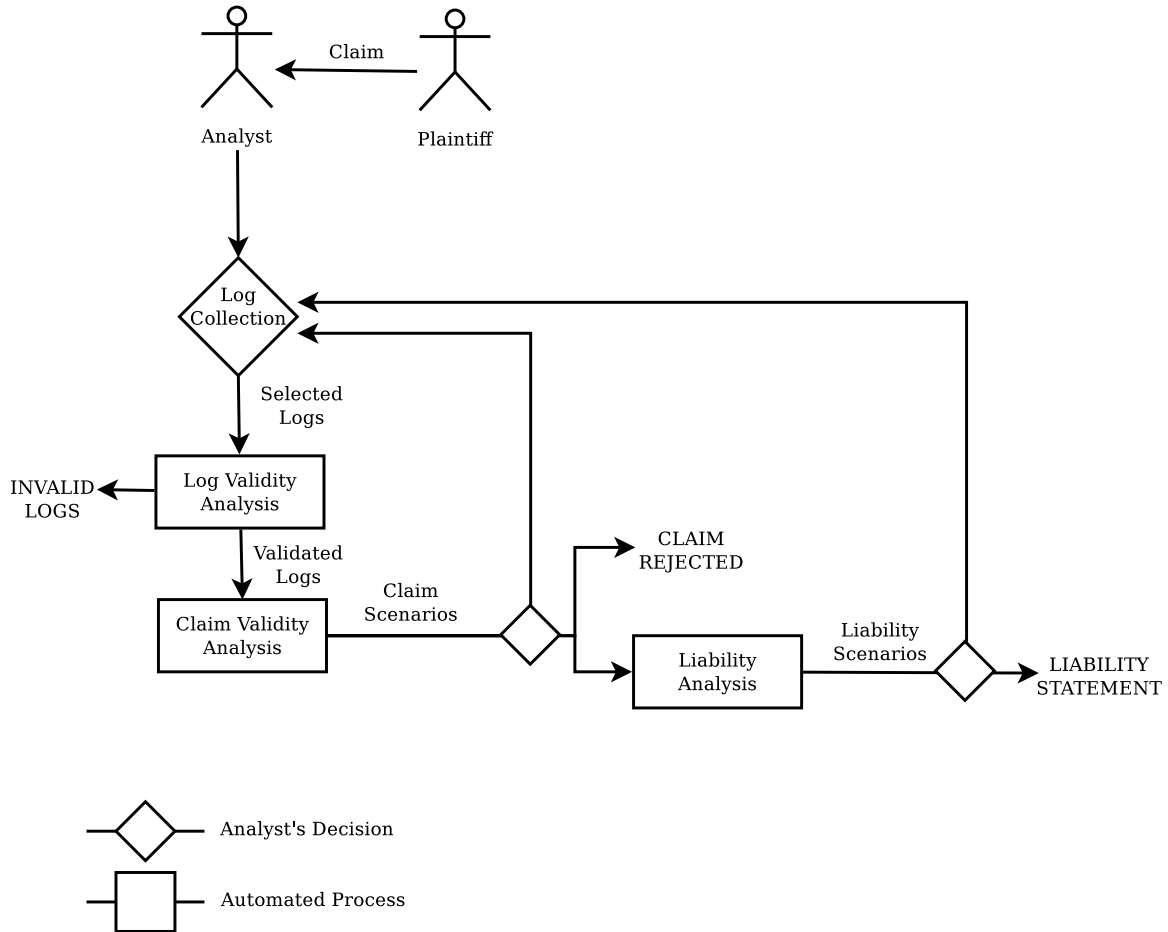 Claim
Analyst
Plaintiff
Log
Collection
Selected
Logs
Log Validity
Analysis
INVALID
LOGS
Validated
Logs
Claim Validity
Analysis
Claim
Scenarios
CLAIM
REJECTED
Liability
Analysis
Liability
Scenarios
LIABILITY
STATEMENT
Analyst's Decision
Automated Process